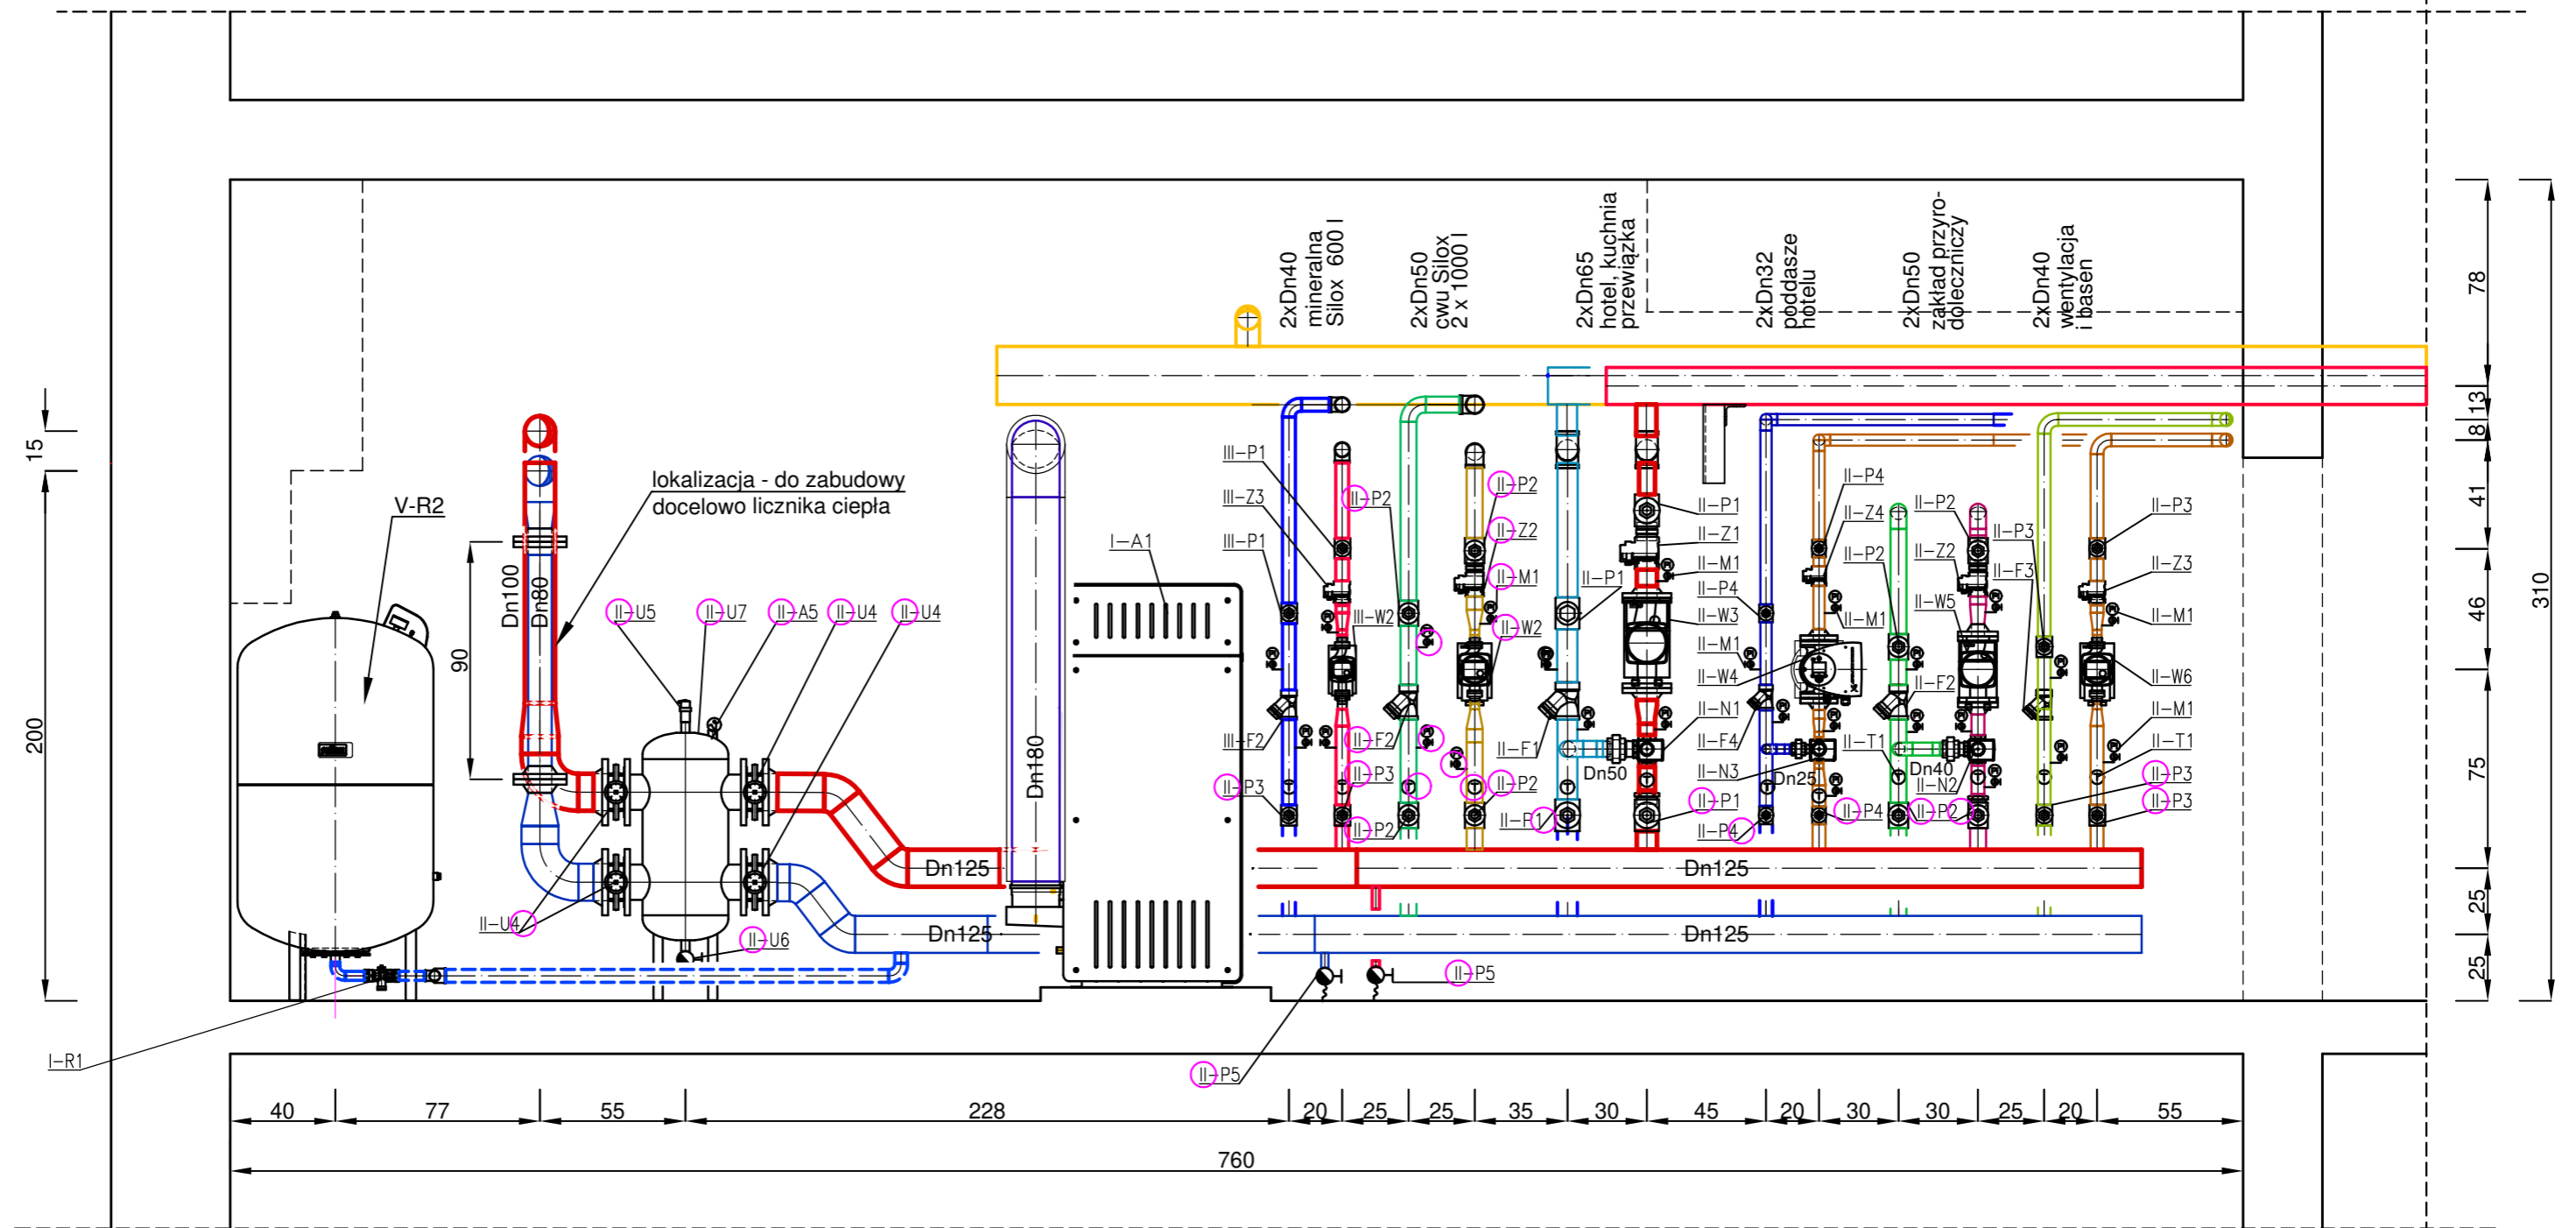 2xDn40
mineralna
Silox 600 l
2xDn50
cwu Silox
2 x 1000 l
2xDn65
hotel, kuchnia
przewiązka
2xDn32
poddasze
hotelu
2xDn50
zakład przyro-
doleczniczy
2xDn40
wentylacja
i basen
78
13
8
41
46
75
25
25
310
15
200
90
V-R2
lokalizacja - do zabudowy
docelowo licznika ciepła
Dn100
Dn80
II-U5
II-U7
II-A5
II-U4
II-U4
II-U4
II-U6
I-R1
Dn180
I-A1
Dn125
Dn125
Dn125
Dn125
III-P1
III-Z3
III-P1
III-W2
III-F2
II-P3
II-P3
II-P2
II-P2
II-F2
II-P2
II-Z2
II-M1
II-W2
II-P2
II-P1
II-F1
II-P1
Dn50
II-P1
II-Z1
II-M1
II-P4
II-W3
II-M1
II-W4
II-N1
II-F4
II-N3
II-P1
II-P4
Dn25
II-P4
II-Z4
II-P2
II-M1
II-F2
II-T1
II-P4
II-P2
II-Z2
II-W5
Dn40
II-N2
II-P2
II-P3
II-F3
II-P3
II-Z3
II-M1
II-W6
II-M1
II-T1
II-P3
II-P3
II-P5
II-P5
40
77
55
228
20
25
25
35
30
45
20
30
30
25
20
55
760